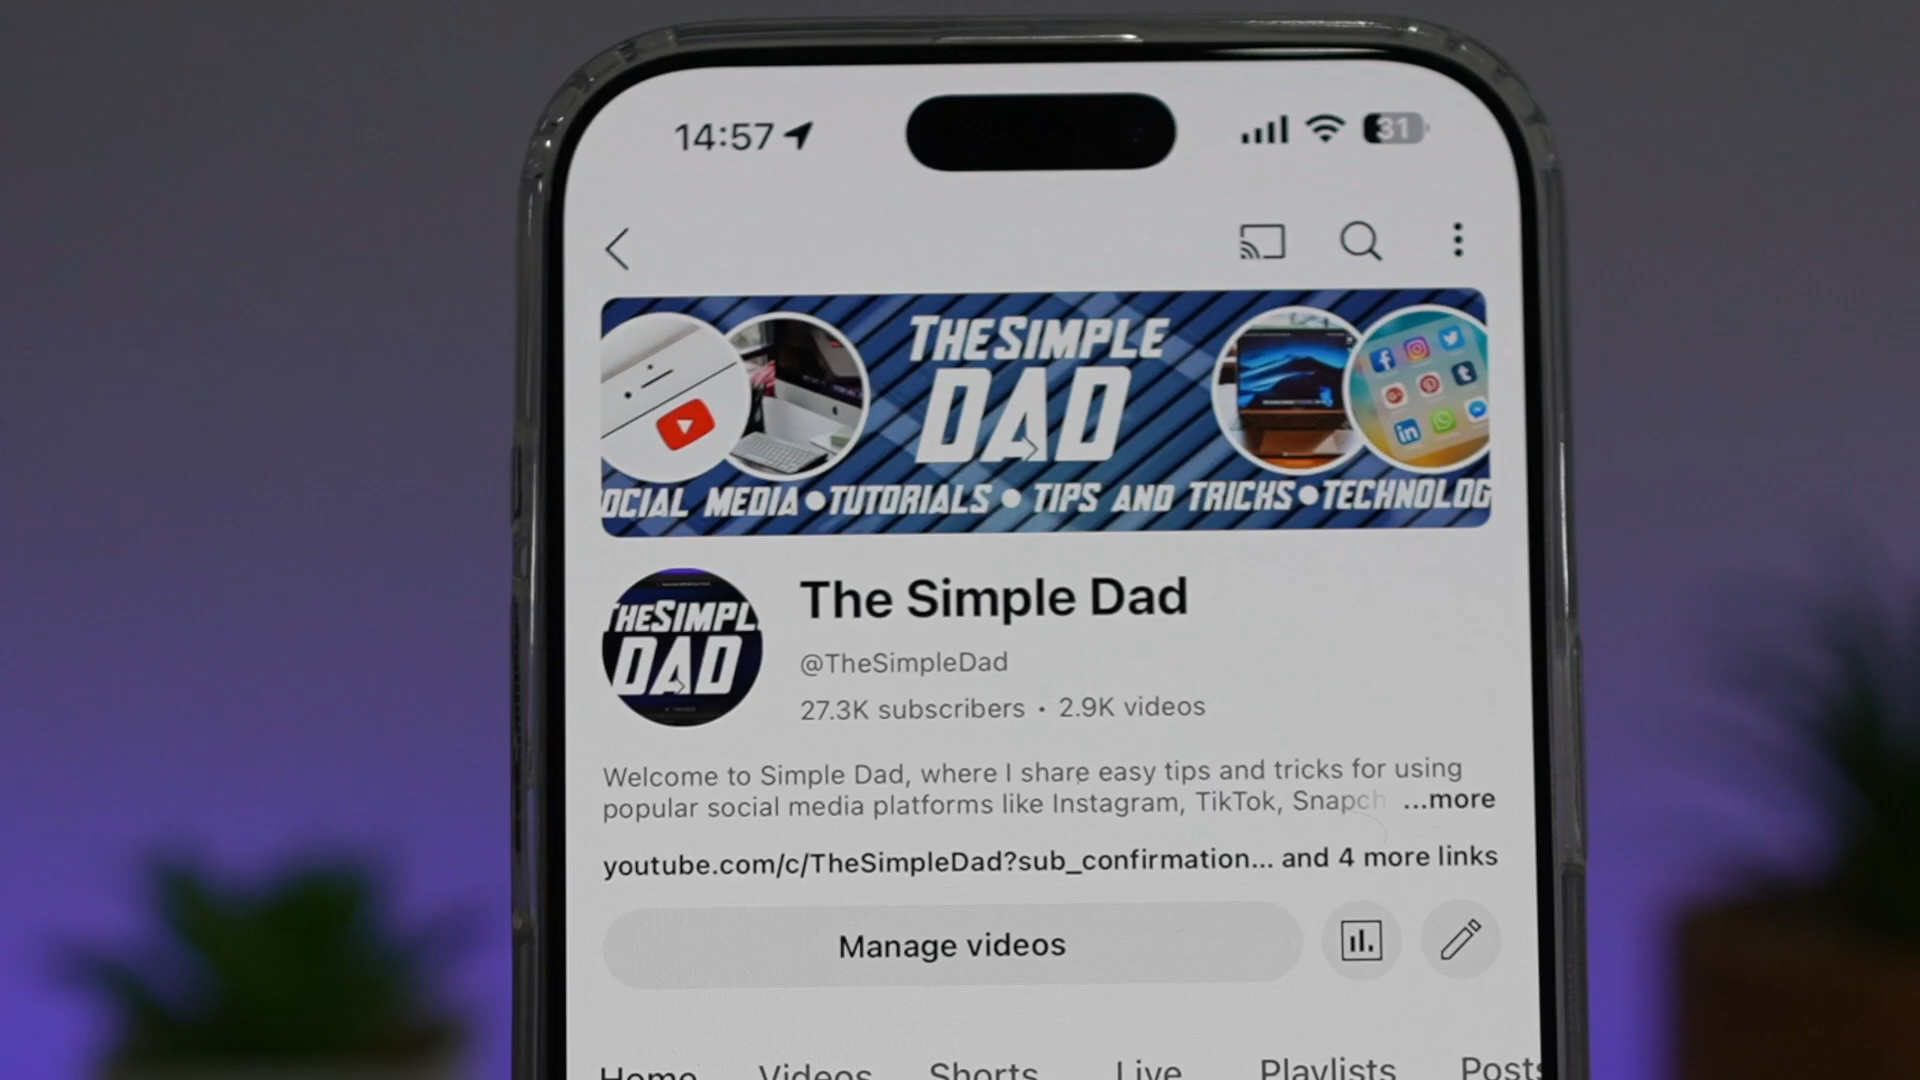 14:57
31
THESIMPLE
DAD
OCIAL MEDIA●TUTORIALS ● TIPS AND TRICKS●TECHNOLOG
THESIMPL
DAD
The Simple Dad
@TheSimpleDad
27.3K subscribers • 2.9K videos
Welcome to Simple Dad, where I share easy tips and tricks for using
popular social media platforms like Instagram, TikTok, Snapch ...more
youtube.com/c/TheSimpleDad?sub_confirmation... and 4 more links
Manage videos
Home Videos Shorts Live Playlists Posts